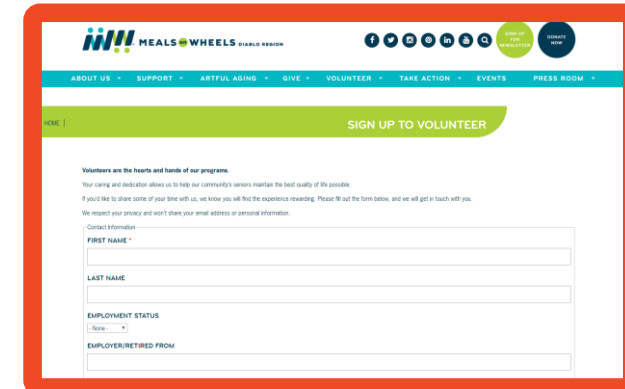 MEALS on WHEELS DIABLO REGION
SIGN UP
FOR
NEWSLETTER
DONATE
NOW
ABOUT US SUPPORT ARTFUL AGING GIVE VOLUNTEER TAKE ACTION EVENTS PRESS ROOM
HOME |
SIGN UP TO VOLUNTEER
Volunteers are the hearts and hands of our programs.
Your caring and dedication allows us to help our community's seniors maintain the best quality of life possible.
If you'd like to share some of your time with us, we know you will find the experience rewarding. Please fill out the form below, and we will get in touch with you.
We respect your privacy and won't share your email address or personal information.
Contact Information
FIRST NAME *
LAST NAME
EMPLOYMENT STATUS
- None -
EMPLOYER/RETIRED FROM